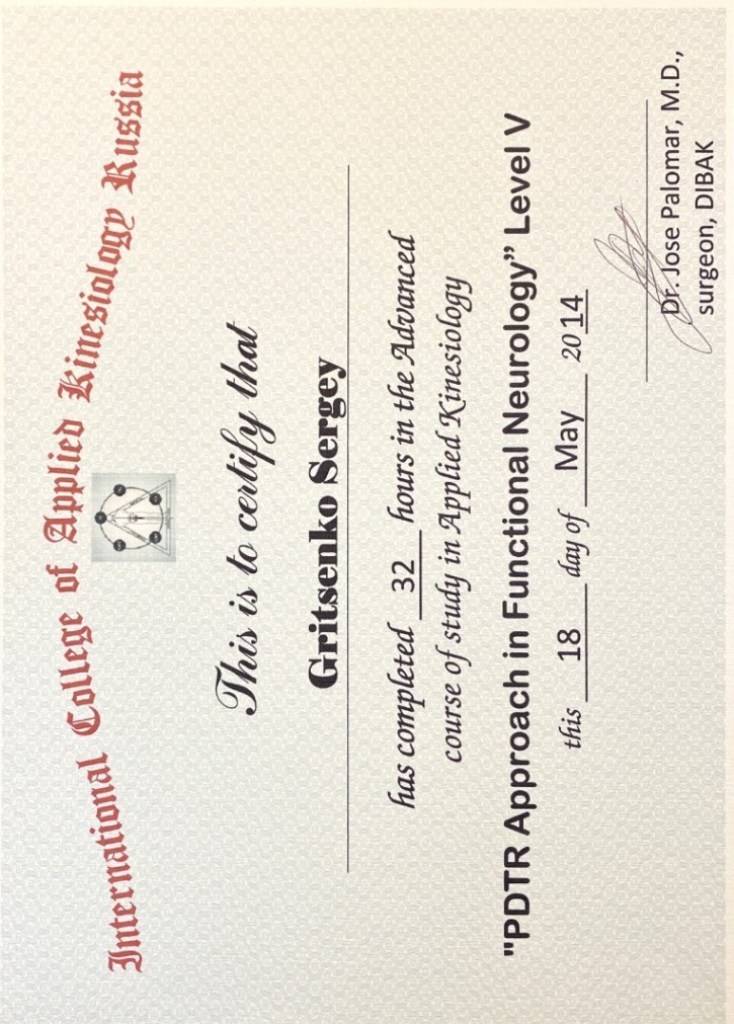 International College of Applied Kinesiology Russia
This is to certify that
Gritsenko Sergey
has completed 32 hours in the Advanced
course of study in Applied Kinesiology
"PDTR Approach in Functional Neurology” Level V
this 18 day of May 2014
Dr. Jose Palomar, M.D.,
surgeon, DIBAK